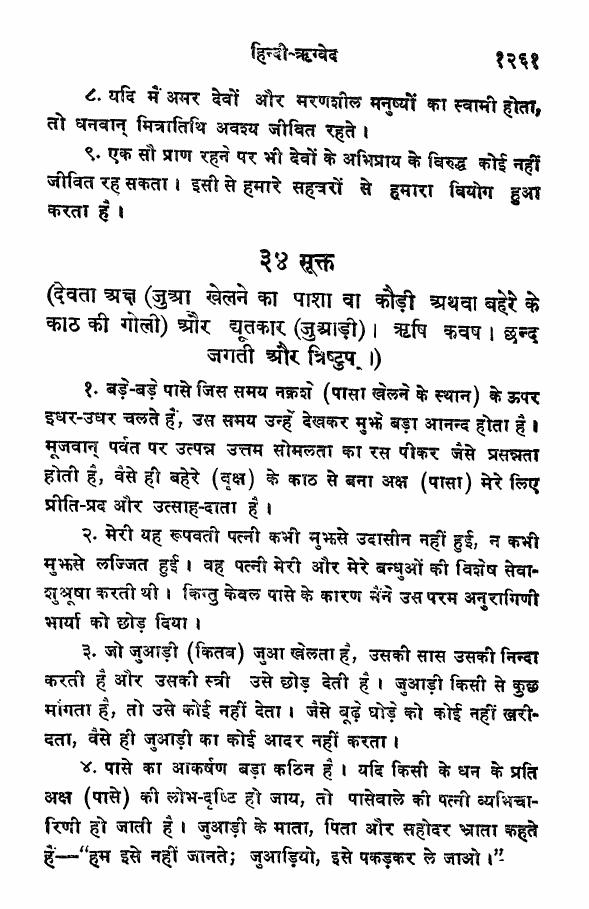 हिन्दी-ऋग्वेद १२६१
८. यदि मैं अमर देवों और मरणशील मनुष्यों का स्वामी होता,
तो धनवान् मित्रातिथि अवश्य जीवित रहते।
९. एक सौ प्राण रहने पर भी देवों के अभिप्राय के विरुद्ध कोई नहीं
जीवित रह सकता। इसी से हमारे सहचरों से हमारा वियोग हुआ
करता है।
३४ सूक्त
(देवता अक्ष (जुआ खेलने का पाशा वा कौड़ी अथवा बहेरे के
काठ की गोली) और द्यूतकार (जुआड़ी)। ऋषि कवष। छन्द
जगती और त्रिष्टुप्।)
१. बड़े-बड़े पासे जिस समय नक़शे (पासा खेलने के स्थान) के ऊपर
इधर-उधर चलते हैं, उस समय उन्हें देखकर मुझे बड़ा आनन्द होता है।
मूजवान् पर्वत पर उत्पन्न उत्तम सोमलता का रस पीकर जैसे प्रसन्नता
होती है, वैसे ही बहेरे (वृक्ष) के काठ से बना अक्ष (पासा) मेरे लिए
प्रीति-प्रद और उत्साह-दाता है।
२. मेरी यह रूपवती पत्नी कभी मुझसे उदासीन नहीं हुई, न कभी
मुझसे लज्जित हुई। वह पत्नी मेरी और मेरे बन्धुओं की विशेष सेवा-
शुश्रूषा करती थी। किन्तु केवल पासे के कारण मैंने उस परम अनुरागिणी
भार्या को छोड़ दिया।
३. जो जुआड़ी (कितव) जुआ खेलता है, उसकी सास उसकी निन्दा
करती है और उसकी स्त्री उसे छोड़ देती है। जुआड़ी किसी से कुछ
मांगता है, तो उसे कोई नहीं देता। जैसे बूढ़े घोड़े को कोई नहीं ख़री-
दता, वैसे ही जुआड़ी का कोई आदर नहीं करता।
४. पासे का आकर्षण बड़ा कठिन है। यदि किसी के धन के प्रति
अक्ष (पासे) की लोभ-दृष्टि हो जाय, तो पासेवाले की पत्नी व्यभिचा-
रिणी हो जाती है। जुआड़ी के माता, पिता और सहोदर भ्राता कहते
हैं—"हम इसे नहीं जानते; जुआड़ियो, इसे पकड़कर ले जाओ।"